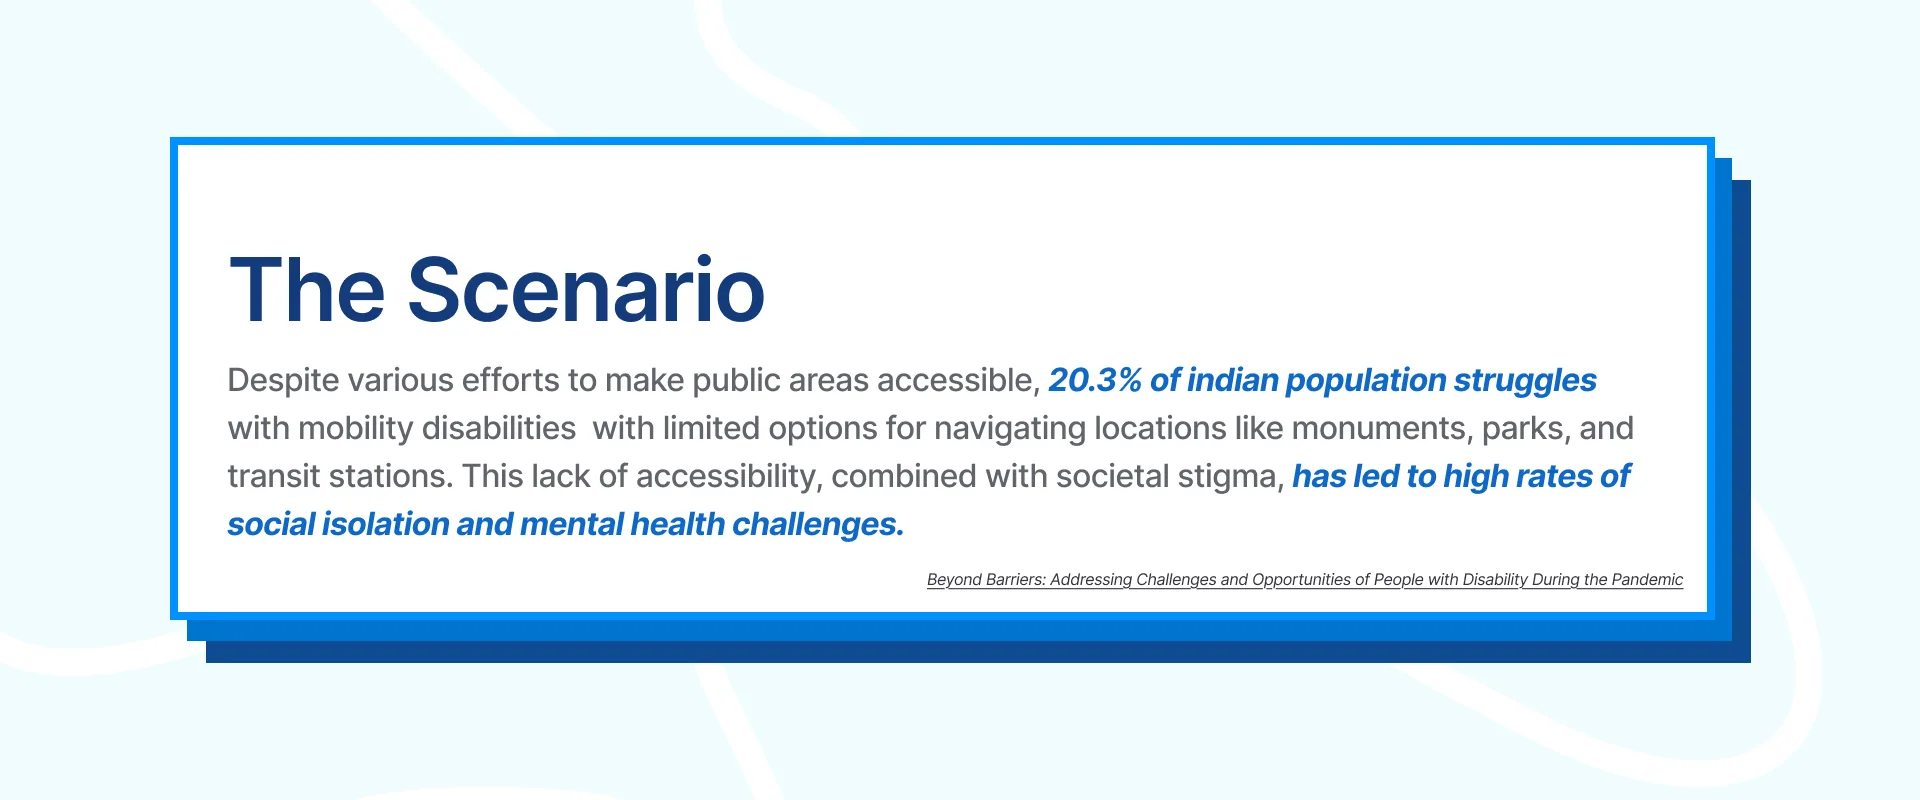 The Scenario
Despite various efforts to make public areas accessible, 20.3% of indian population struggles
with mobility disabilities  with limited options for navigating locations like monuments, parks, and
transit stations. This lack of accessibility, combined with societal stigma, has led to high rates of
social isolation and mental health challenges.
Beyond Barriers: Addressing Challenges and Opportunities of People with Disability During the Pandemic